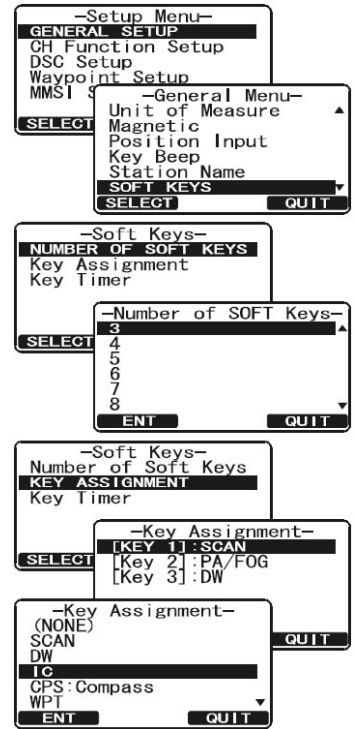 —Setup Menu—
GENERAL SETUP
CH Function Setup
DSC Setup
Waypoint Setup
MMSI S
SELECT
—General Menu—
Unit of Measure
Magnetic
Position Input
Key Beep
Station Name
SOFT KEYS
SELECT QUIT
—Soft Keys—
NUMBER OF SOFT KEYS
Key Assignment
Key Timer
SELECT
—Number of SOFT Keys—
3
4
5
6
7
8
ENT QUIT
—Soft Keys—
Number of Soft Keys
KEY ASSIGNMENT
Key Timer
SELECT
—Key Assignment—
[KEY 1]:SCAN
[Key 2]:PA/FOG
[Key 3]:DW
QUIT
—Key Assignment—
(NONE)
SCAN
DW
IC
CPS:Compass
WPT
ENT QUIT